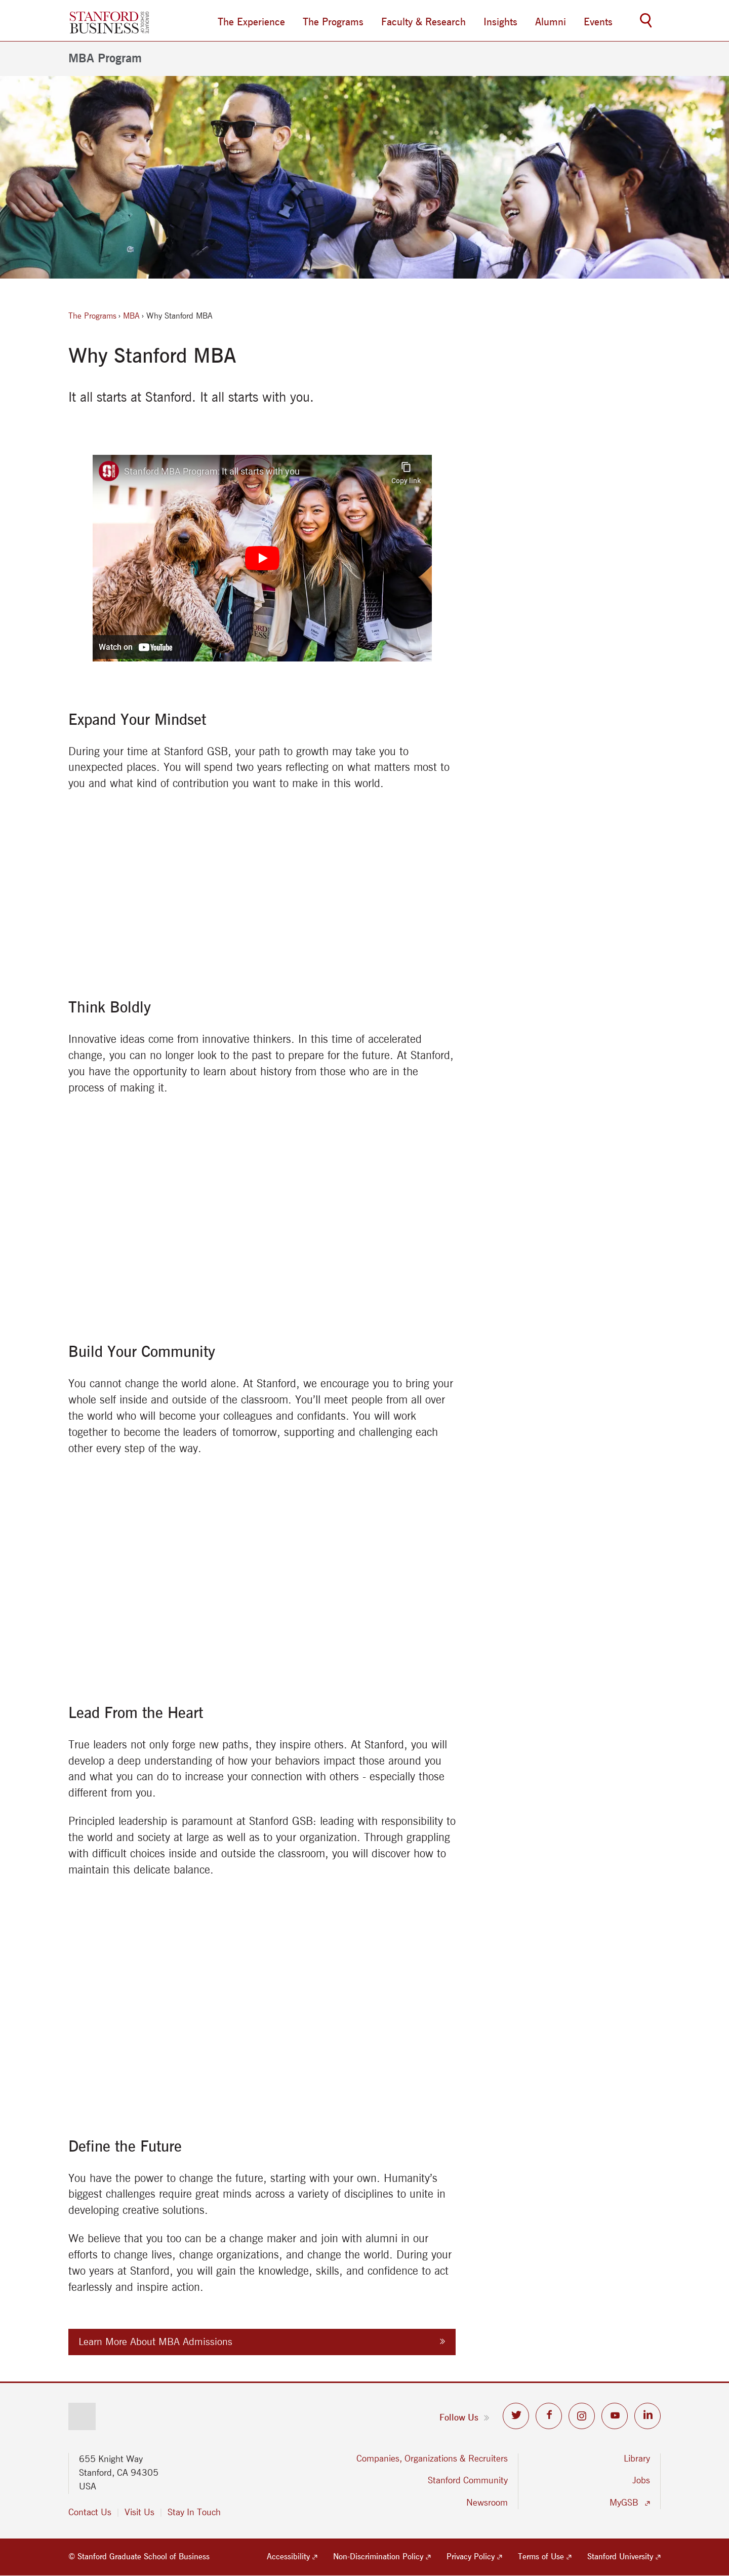 STANFORD
BUSINESS
GRADUATE
SCHOOL OF
The Experience
The Programs
Faculty & Research
Insights
Alumni
Events
MBA Program
The Programs › MBA › Why Stanford MBA
Why Stanford MBA
It all starts at Stanford. It all starts with you.
Stanford MBA Program: It all starts with you
Copy link
Watch on YouTube
Expand Your Mindset
During your time at Stanford GSB, your path to growth may take you to
unexpected places. You will spend two years reflecting on what matters most to
you and what kind of contribution you want to make in this world.
Think Boldly
Innovative ideas come from innovative thinkers. In this time of accelerated
change, you can no longer look to the past to prepare for the future. At Stanford,
you have the opportunity to learn about history from those who are in the
process of making it.
Build Your Community
You cannot change the world alone. At Stanford, we encourage you to bring your
whole self inside and outside of the classroom. You'll meet people from all over
the world who will become your colleagues and confidants. You will work
together to become the leaders of tomorrow, supporting and challenging each
other every step of the way.
Lead From the Heart
True leaders not only forge new paths, they inspire others. At Stanford, you will
develop a deep understanding of how your behaviors impact those around you
and what you can do to increase your connection with others - especially those
different from you.
Principled leadership is paramount at Stanford GSB: leading with responsibility to
the world and society at large as well as to your organization. Through grappling
with difficult choices inside and outside the classroom, you will discover how to
maintain this delicate balance.
Define the Future
You have the power to change the future, starting with your own. Humanity's
biggest challenges require great minds across a variety of disciplines to unite in
developing creative solutions.
We believe that you too can be a change maker and join with alumni in our
efforts to change lives, change organizations, and change the world. During your
two years at Stanford, you will gain the knowledge, skills, and confidence to act
fearlessly and inspire action.
Learn More About MBA Admissions »
Follow Us »
655 Knight Way
Stanford, CA 94305
USA
Contact Us
Visit Us
Stay In Touch
Companies, Organizations & Recruiters
Stanford Community
Newsroom
Library
Jobs
MyGSB
© Stanford Graduate School of Business
Accessibility
Non-Discrimination Policy
Privacy Policy
Terms of Use
Stanford University